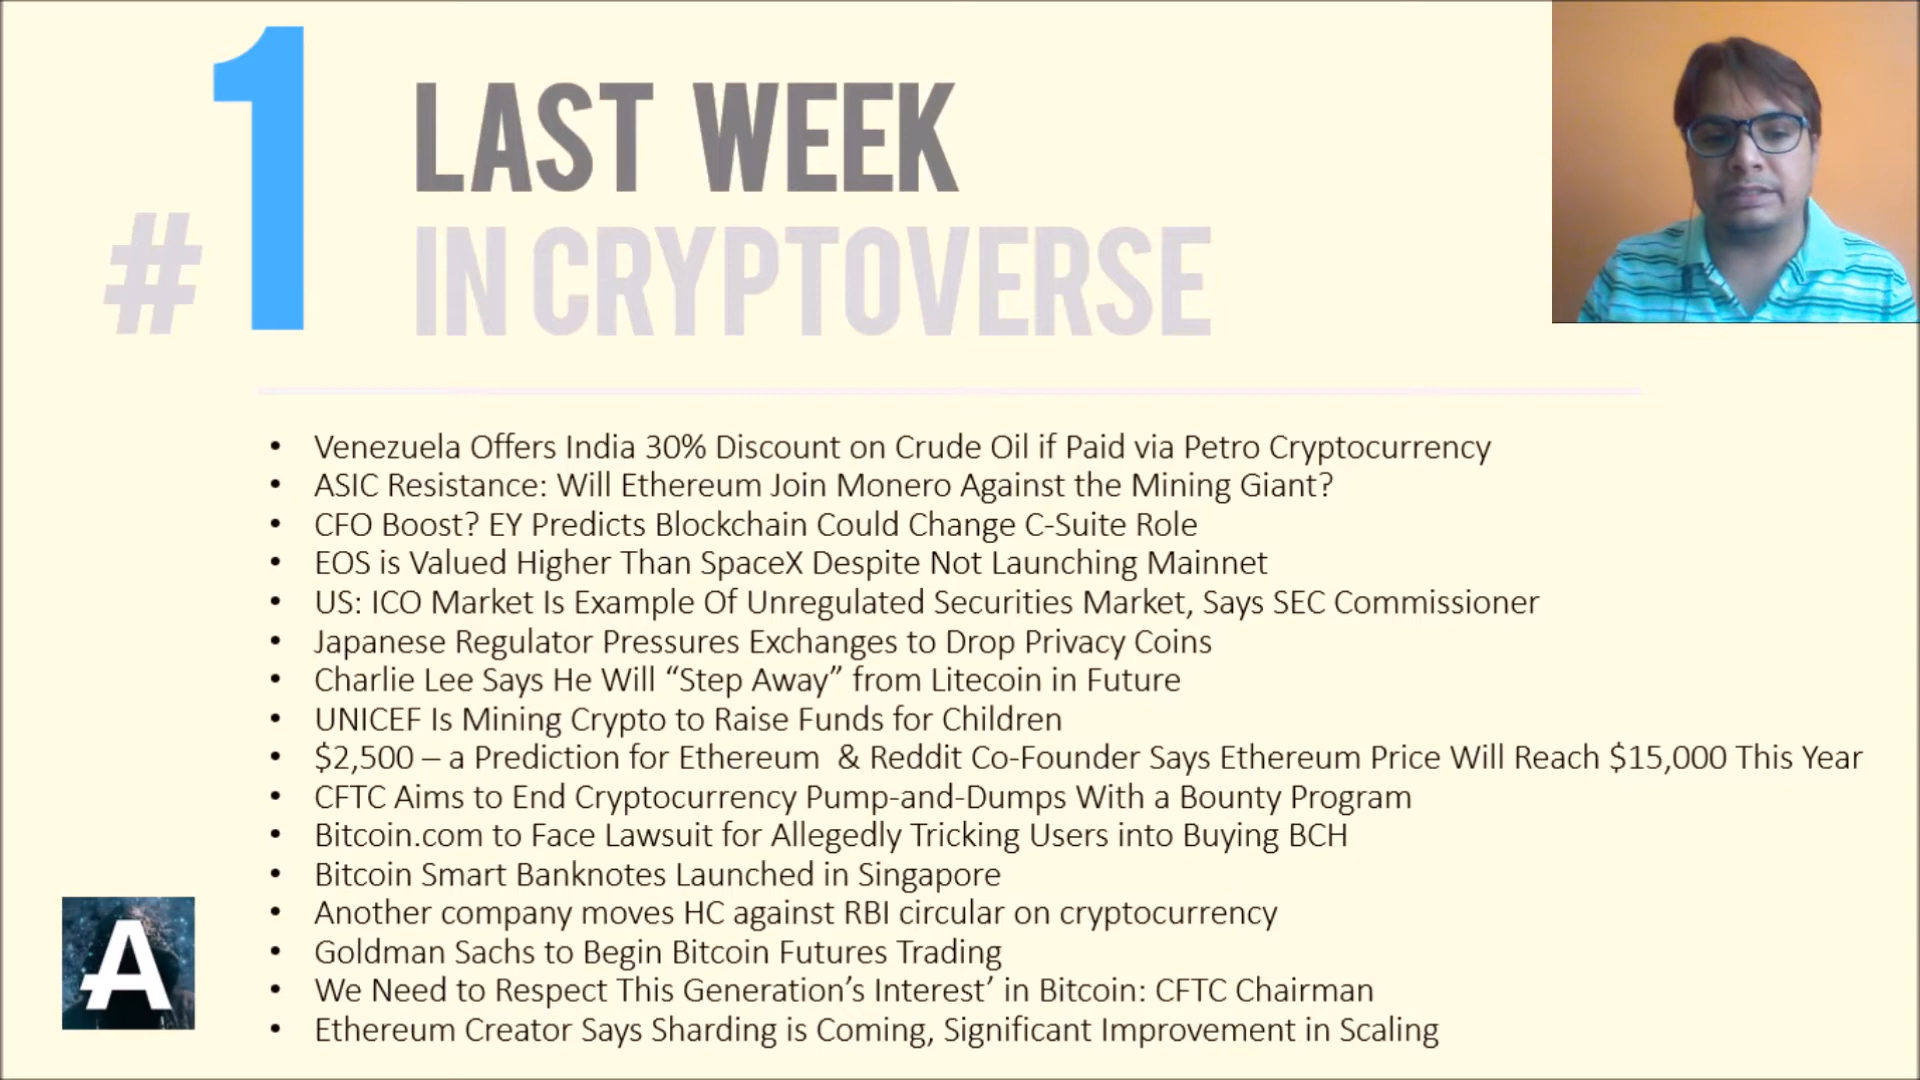 #1 LAST WEEK
IN CRYPTOVERSE
• Venezuela Offers India 30% Discount on Crude Oil if Paid via Petro Cryptocurrency
• ASIC Resistance: Will Ethereum Join Monero Against the Mining Giant?
• CFO Boost? EY Predicts Blockchain Could Change C-Suite Role
• EOS is Valued Higher Than SpaceX Despite Not Launching Mainnet
• US: ICO Market Is Example Of Unregulated Securities Market, Says SEC Commissioner
• Japanese Regulator Pressures Exchanges to Drop Privacy Coins
• Charlie Lee Says He Will “Step Away” from Litecoin in Future
• UNICEF Is Mining Crypto to Raise Funds for Children
• $2,500 – a Prediction for Ethereum  & Reddit Co-Founder Says Ethereum Price Will Reach $15,000 This Year
• CFTC Aims to End Cryptocurrency Pump-and-Dumps With a Bounty Program
• Bitcoin.com to Face Lawsuit for Allegedly Tricking Users into Buying BCH
• Bitcoin Smart Banknotes Launched in Singapore
• Another company moves HC against RBI circular on cryptocurrency
• Goldman Sachs to Begin Bitcoin Futures Trading
• We Need to Respect This Generation’s Interest’ in Bitcoin: CFTC Chairman
• Ethereum Creator Says Sharding is Coming, Significant Improvement in Scaling
A